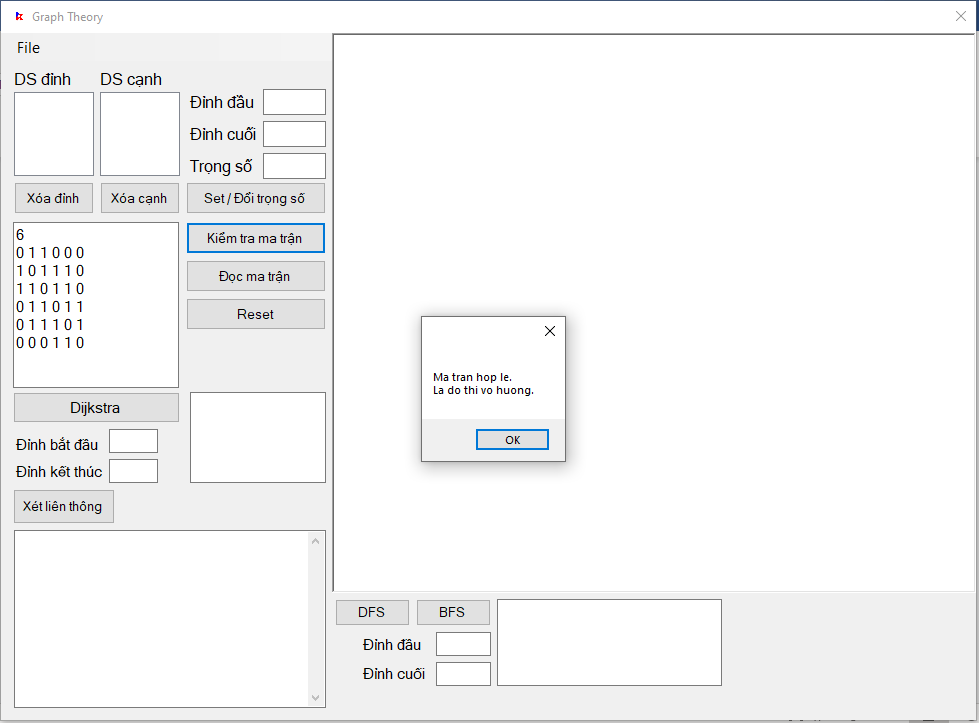 Graph Theory
File
DS đỉnh
DS cạnh
Đỉnh đầu
Đỉnh cuối
Trọng số
Xóa đỉnh
Xóa cạnh
Set / Đổi trọng số
6
0 1 1 0 0 0
1 0 1 1 1 0
1 1 0 1 1 0
0 1 1 0 1 1
0 1 1 1 0 1
0 0 0 1 1 0
Kiểm tra ma trận
Đọc ma trận
Reset
Ma tran hop le.
La do thi vo huong.
OK
Dijkstra
Đỉnh bắt đầu
Đỉnh kết thúc
Xét liên thông
DFS
BFS
Đỉnh đầu
Đỉnh cuối